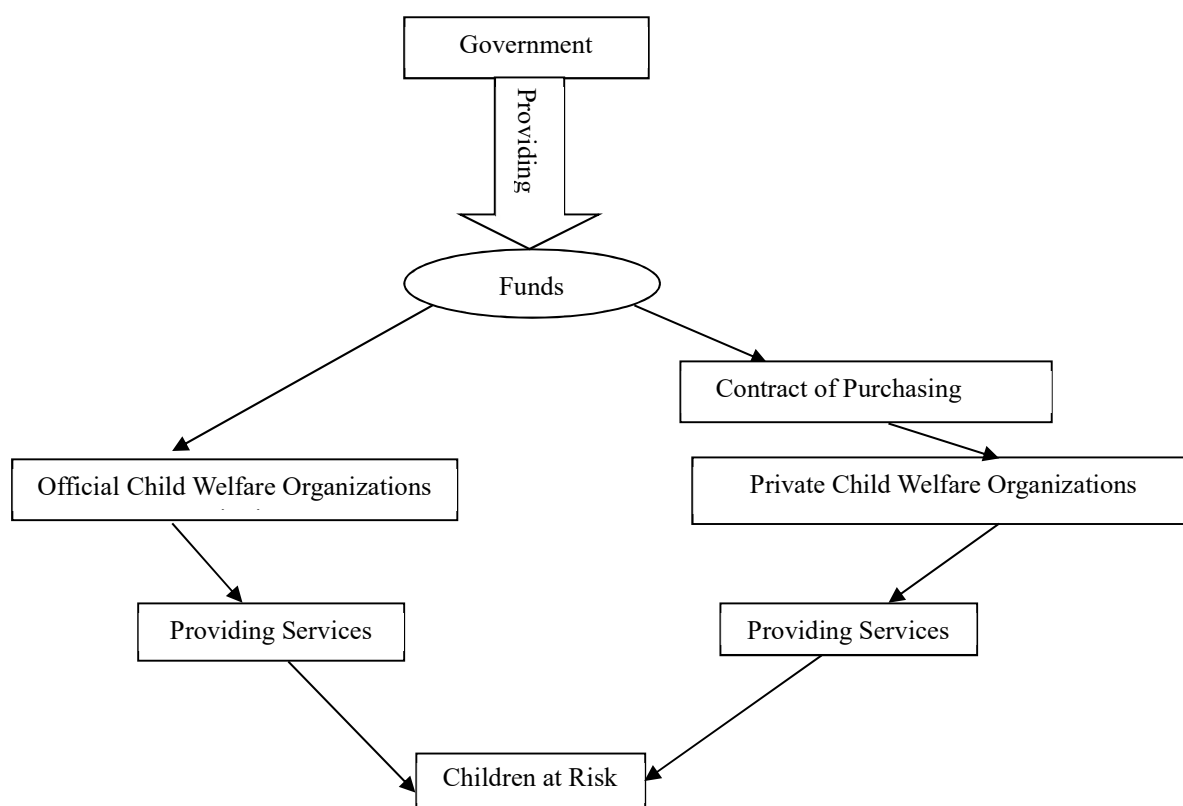 Government
Providing
Funds
Contract of Purchasing
Official Child Welfare Organizations
Private Child Welfare Organizations
Providing Services
Providing Services
Children at Risk